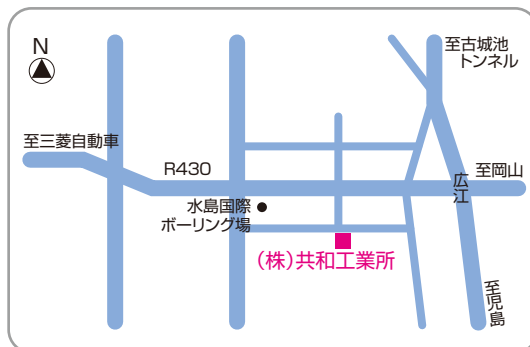 N
至古城池
トンネル
至三菱自動車
R430
至岡山
広江
水島国際
ボーリング場
(株)共和工業所
至児島